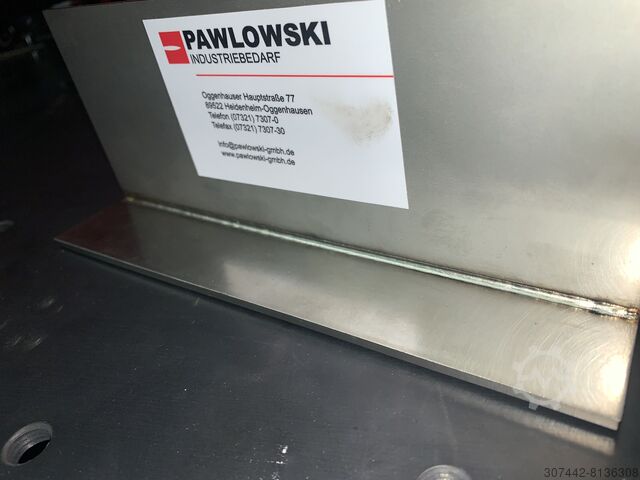 PAWLOWSKI
INDUSTRIEBEDARF
Oggenhauser Hauptstraße 77
89522 Heidenheim-Oggenhausen
Telefon (07321) 7307-0
Telefax (07321) 7307-30
info@pawlowski-gmbh.de
www.pawlowski-gmbh.de
307442-8136308